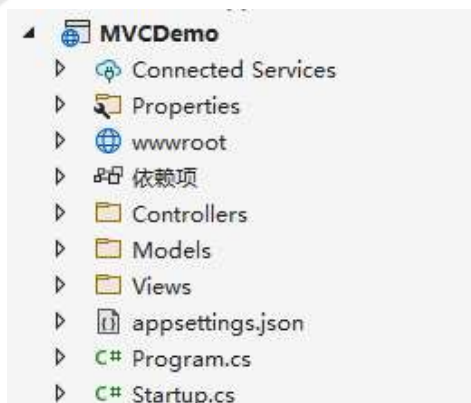 MVCDemo
Connected Services
Properties
wwwroot
依赖项
Controllers
Models
Views
appsettings.json
C# Program.cs
C# Startup.cs